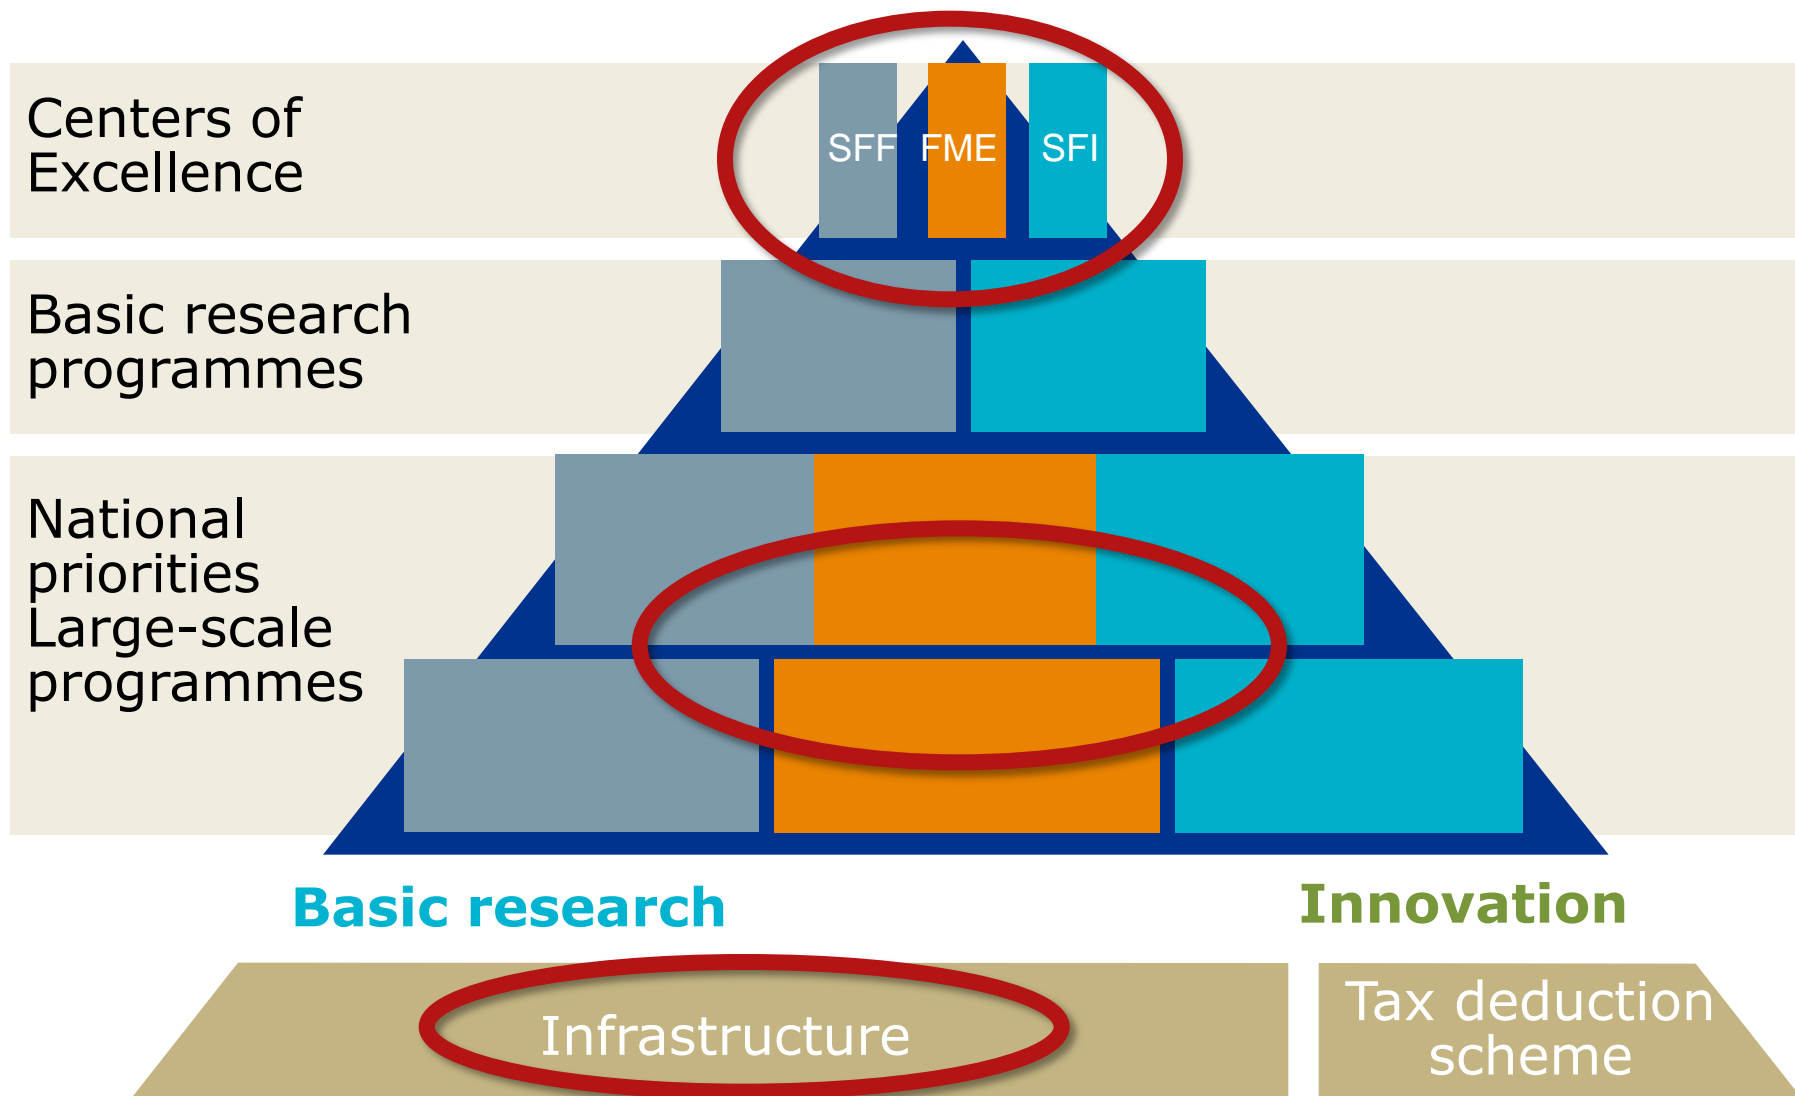 Centers of
Excellence
SFF
FME
SFI
Basic research
programmes
National
priorities
Large-scale
programmes
Basic research
Innovation
Infrastructure
Tax deduction
scheme